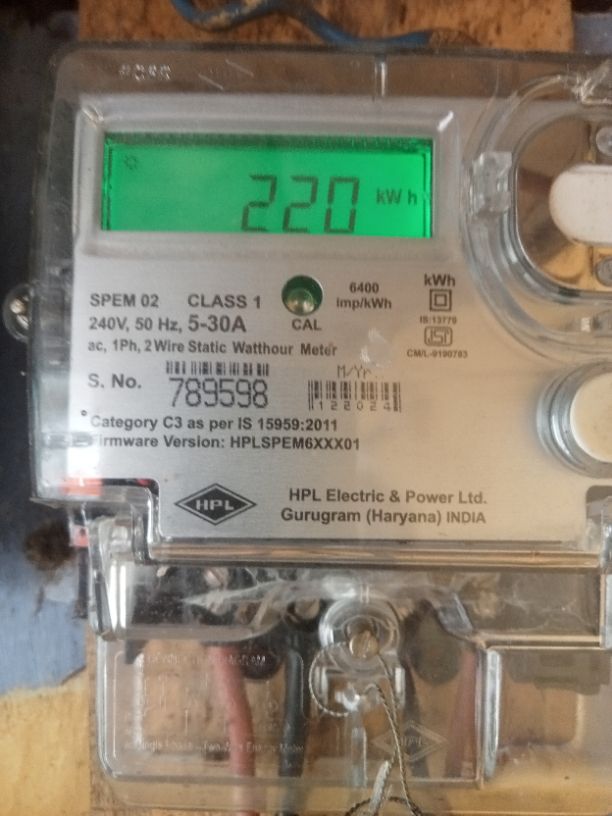 220 kWh
SPEM 02 CLASS 1
240V, 50 Hz, 5-30A
ac, 1Ph, 2 Wire Static Watthour Meter
CAL
6400
Imp/kWh
kWh
IS:13779
ISI
CM/L-9190783
S. No. 789598
M/Yr.
122024
Category C3 as per IS 15959:2011
Firmware Version: HPLSPEM6XXX01
HPL
HPL Electric & Power Ltd.
Gurugram (Haryana) INDIA
HPL